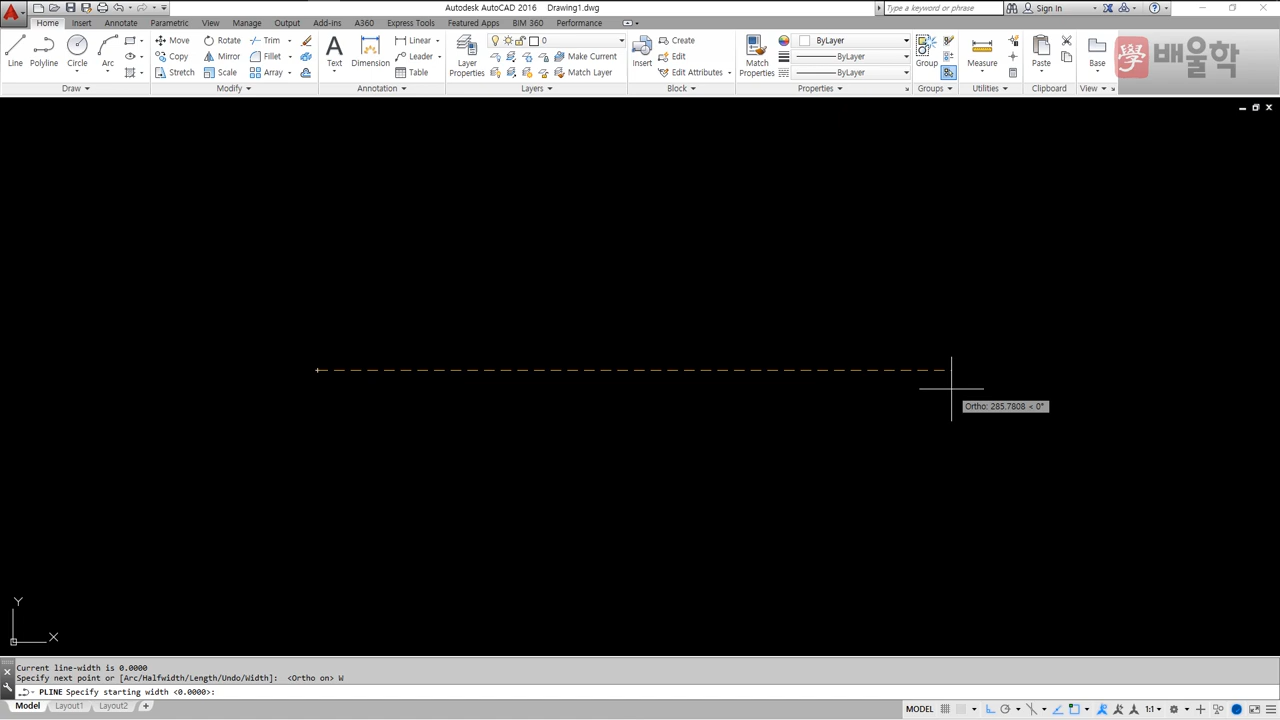 Autodesk AutoCAD 2016 Drawing1.dwg
Type a keyword or phrase
Sign In
Home Insert Annotate Parametric View Manage Output Add-ins A360 Express Tools Featured Apps BIM 360 Performance
Line
Polyline
Circle
Arc
Draw
Move
Rotate
Trim
Copy
Mirror
Fillet
Stretch
Scale
Array
Modify
Text
Dimension
Linear
Leader
Table
Annotation
Layer
Properties
0
Make Current
Match Layer
Layers
Insert
Create
Edit
Edit Attributes
Block
Match
Properties
ByLayer
ByLayer
ByLayer
Properties
Group
Groups
Measure
Utilities
Paste
Clipboard
Base
View
學 배울학
Ortho: 285.7808 < 0°
Y
X
Current line-width is 0.0000
Specify next point or [Arc/Halfwidth/Length/Undo/Width]: <Ortho on> W
PLINE Specify starting width <0.0000>:
Model Layout1 Layout2 +
MODEL
1:1